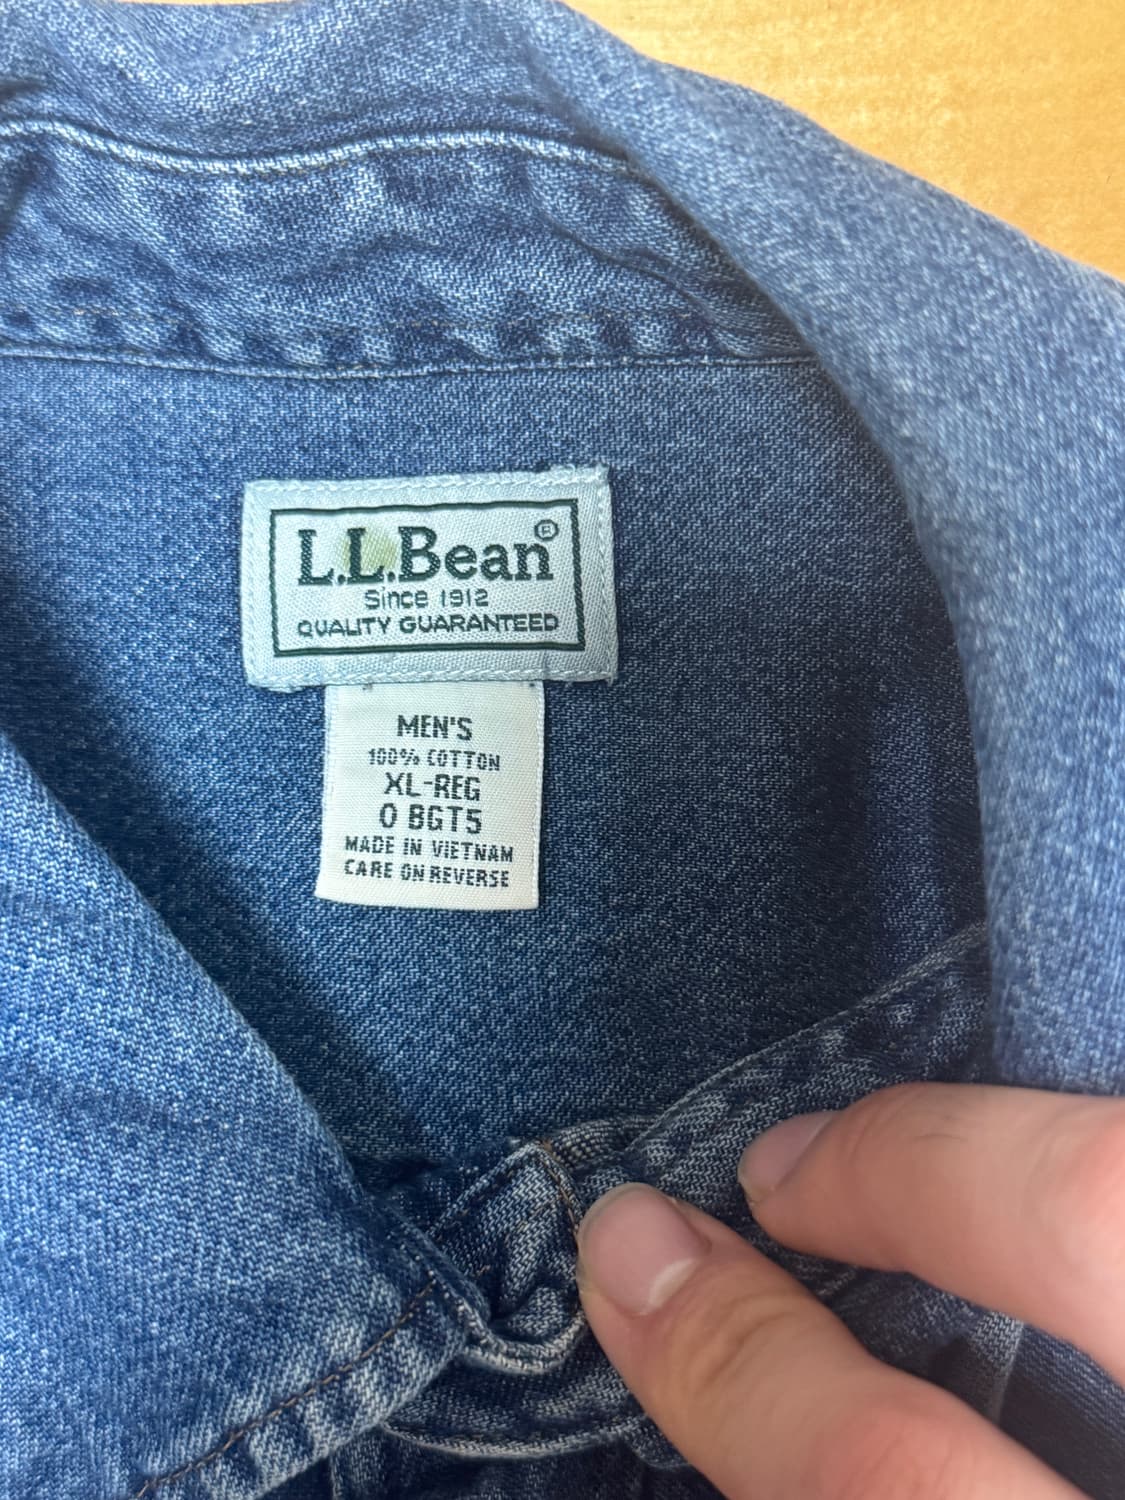 L.L.Bean®
Since 1912
QUALITY GUARANTEED
MEN'S
100% COTTON
XL-REG
0 BGT5
MADE IN VIETNAM
CARE ON REVERSE